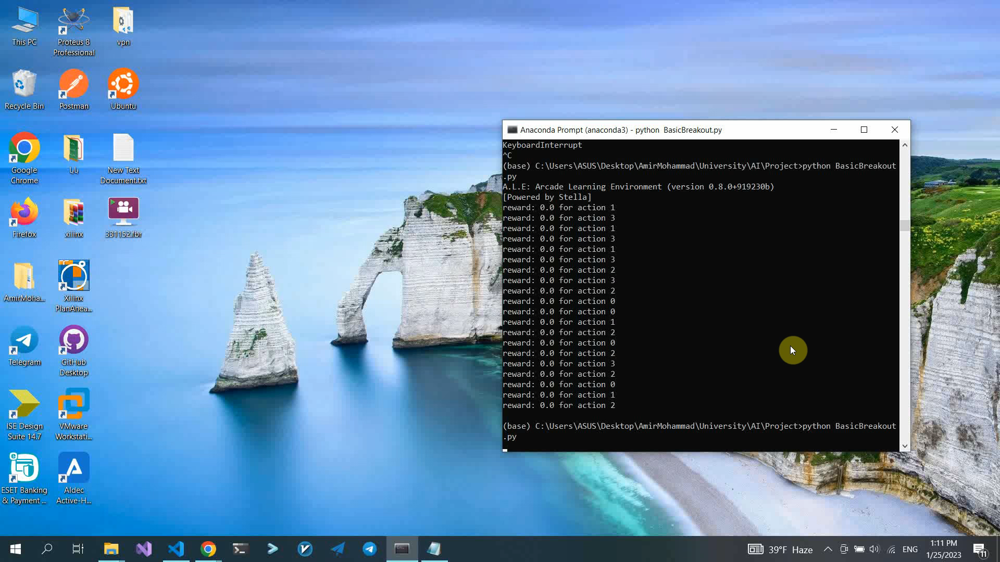 This PC
Proteus 8
Professional
vpn
Recycle Bin
Postman
Ubuntu
Google
Chrome
New Text
Document.txt
Firefox
xilinx
331152.fbr
AmirMoha...
Xilinx
PlanAhea...
Telegram
GitHub
Desktop
ISE Design
Suite 14.7
VMware
Workstati...
ESET Banking
& Payment ...
Aldec
Active-H...
Anaconda Prompt (anaconda3) - python  BasicBreakout.py
KeyboardInterrupt
^C
(base) C:\Users\ASUS\Desktop\AmirMohammad\University\AI\Project>python BasicBreakout
.py
A.L.E: Arcade Learning Environment (version 0.8.0+919230b)
[Powered by Stella]
reward: 0.0 for action 1
reward: 0.0 for action 3
reward: 0.0 for action 1
reward: 0.0 for action 3
reward: 0.0 for action 1
reward: 0.0 for action 3
reward: 0.0 for action 2
reward: 0.0 for action 3
reward: 0.0 for action 2
reward: 0.0 for action 0
reward: 0.0 for action 0
reward: 0.0 for action 1
reward: 0.0 for action 2
reward: 0.0 for action 0
reward: 0.0 for action 2
reward: 0.0 for action 3
reward: 0.0 for action 2
reward: 0.0 for action 0
reward: 0.0 for action 1
reward: 0.0 for action 2
(base) C:\Users\ASUS\Desktop\AmirMohammad\University\AI\Project>python BasicBreakout
.py
39°F Haze
ENG
1:11 PM
1/25/2023
11